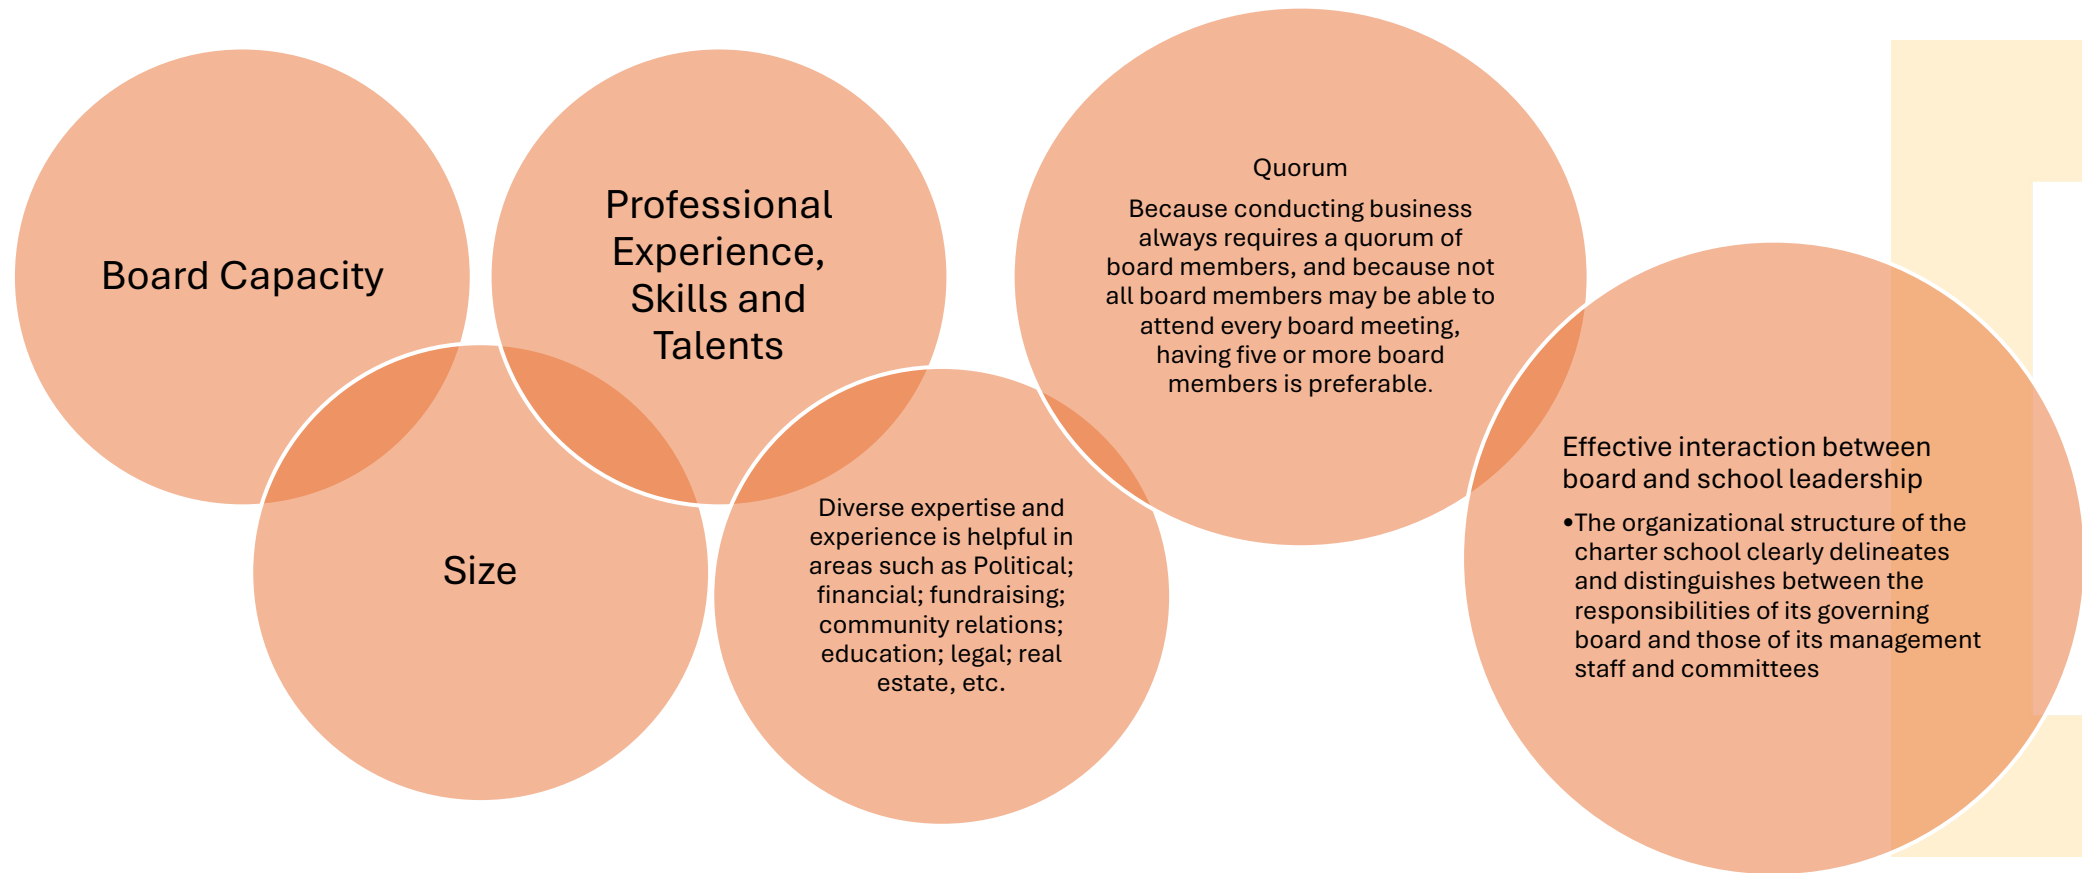 Board Capacity
Size
Professional
Experience,
Skills and
Talents
Diverse expertise and
experience is helpful in
areas such as Political;
financial; fundraising;
community relations;
education; legal; real
estate, etc.
Quorum
Because conducting business
always requires a quorum of
board members, and because not
all board members may be able to
attend every board meeting,
having five or more board
members is preferable.
Effective interaction between
board and school leadership
•The organizational structure of the
charter school clearly delineates
and distinguishes between the
responsibilities of its governing
board and those of its management
staff and committees